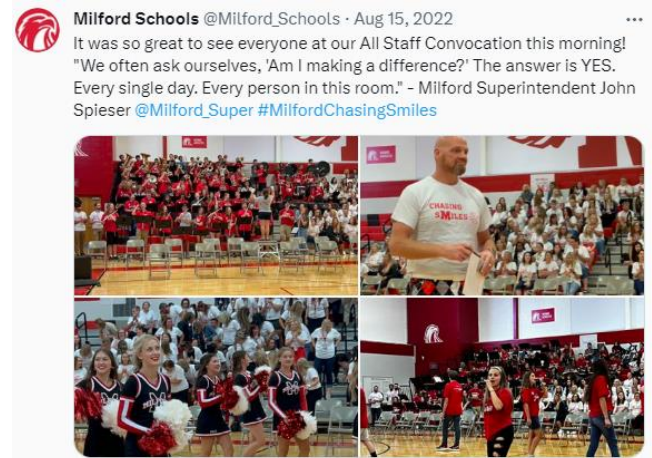 Milford Schools @Milford_Schools · Aug 15, 2022
It was so great to see everyone at our All Staff Convocation this morning!
"We often ask ourselves, 'Am I making a difference?' The answer is YES.
Every single day. Every person in this room." - Milford Superintendent John
Spieser @Milford_Super #MilfordChasingSmiles
CHASING
SMILES